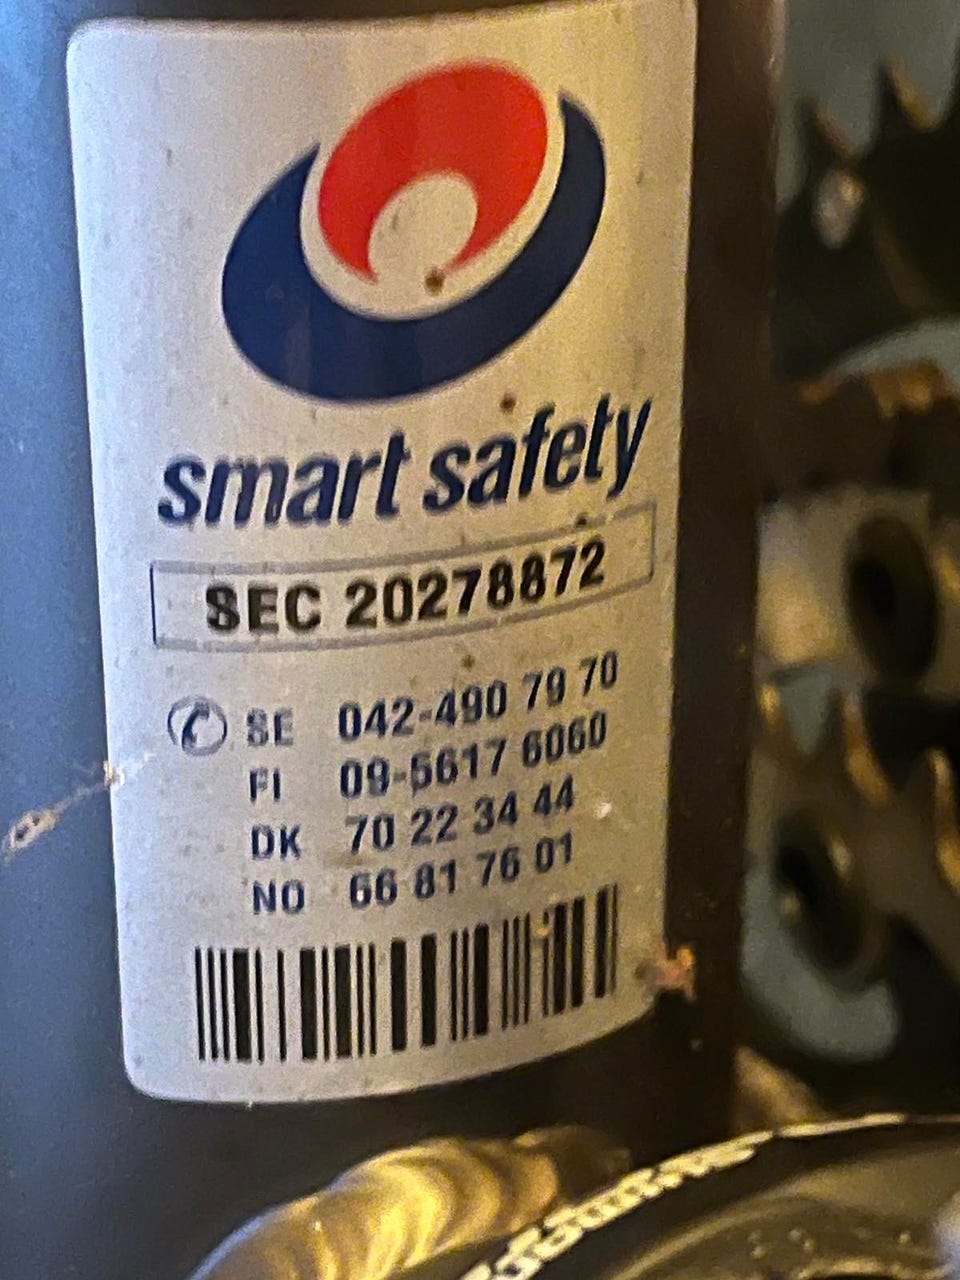 smart safety
SEC 20278872
SE 042-490 79 70
FI 09-5617 6060
DK 70 22 34 44
NO 66 81 76 01